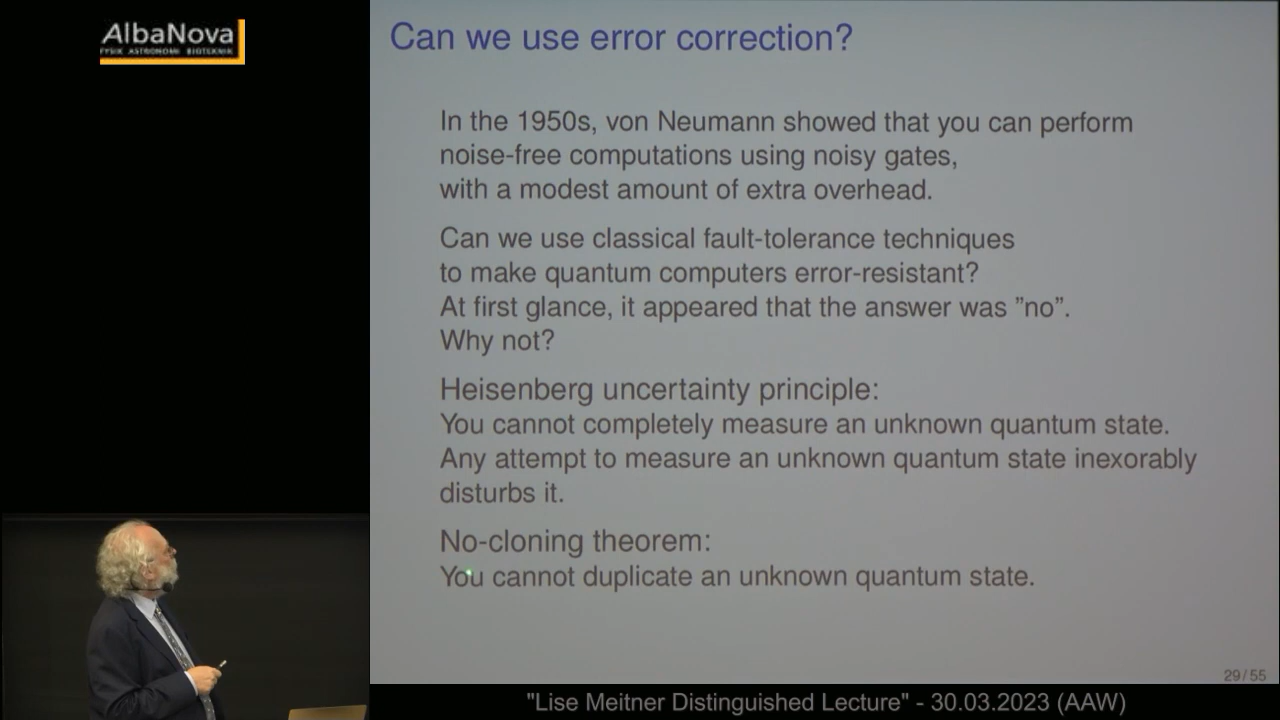 AlbaNova
FYSIK ASTRONOMI BIOTEKNIK
Can we use error correction?
In the 1950s, von Neumann showed that you can perform
noise-free computations using noisy gates,
with a modest amount of extra overhead.
Can we use classical fault-tolerance techniques
to make quantum computers error-resistant?
At first glance, it appeared that the answer was ”no”.
Why not?
Heisenberg uncertainty principle:
You cannot completely measure an unknown quantum state.
Any attempt to measure an unknown quantum state inexorably
disturbs it.
No-cloning theorem:
You cannot duplicate an unknown quantum state.
29/55
"Lise Meitner Distinguished Lecture" - 30.03.2023 (AAW)